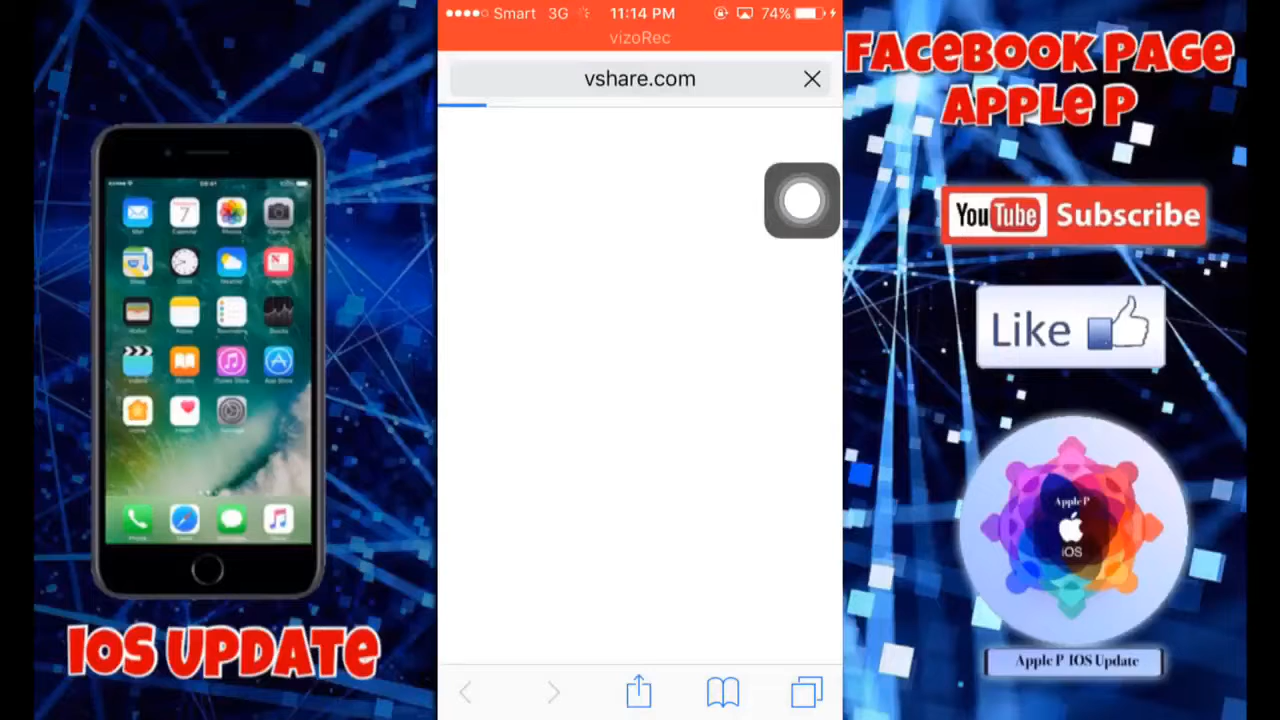 Smart 3G 11:14 PM 74%
vizoRec
vshare.com
FACEBOOK PAGE
APPLE P
YouTube Subscribe
Like
Apple P
iOS
Apple P IOS Update
7
IOS UPDATE